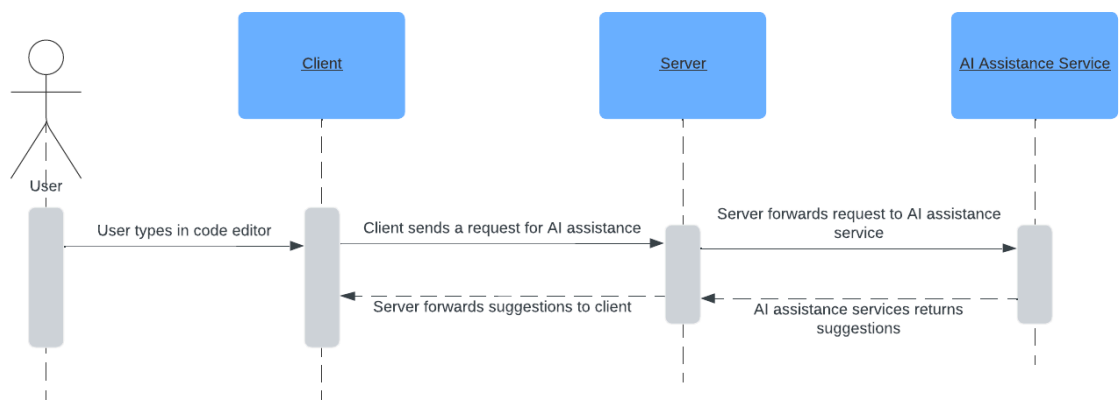 Client
Server
AI Assistance Service
User
User types in code editor
Client sends a request for AI assistance
Server forwards request to AI assistance
service
Server forwards suggestions to client
AI assistance services returns
suggestions